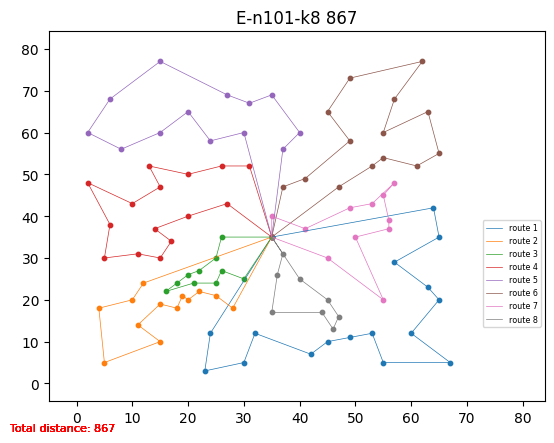 E-n101-k8 867
80
70
60
50
40
30
20
10
0
route 1
route 2
route 3
route 4
route 5
route 6
route 7
route 8
0 10 20 30 40 50 60 70 80
Total distance: 867